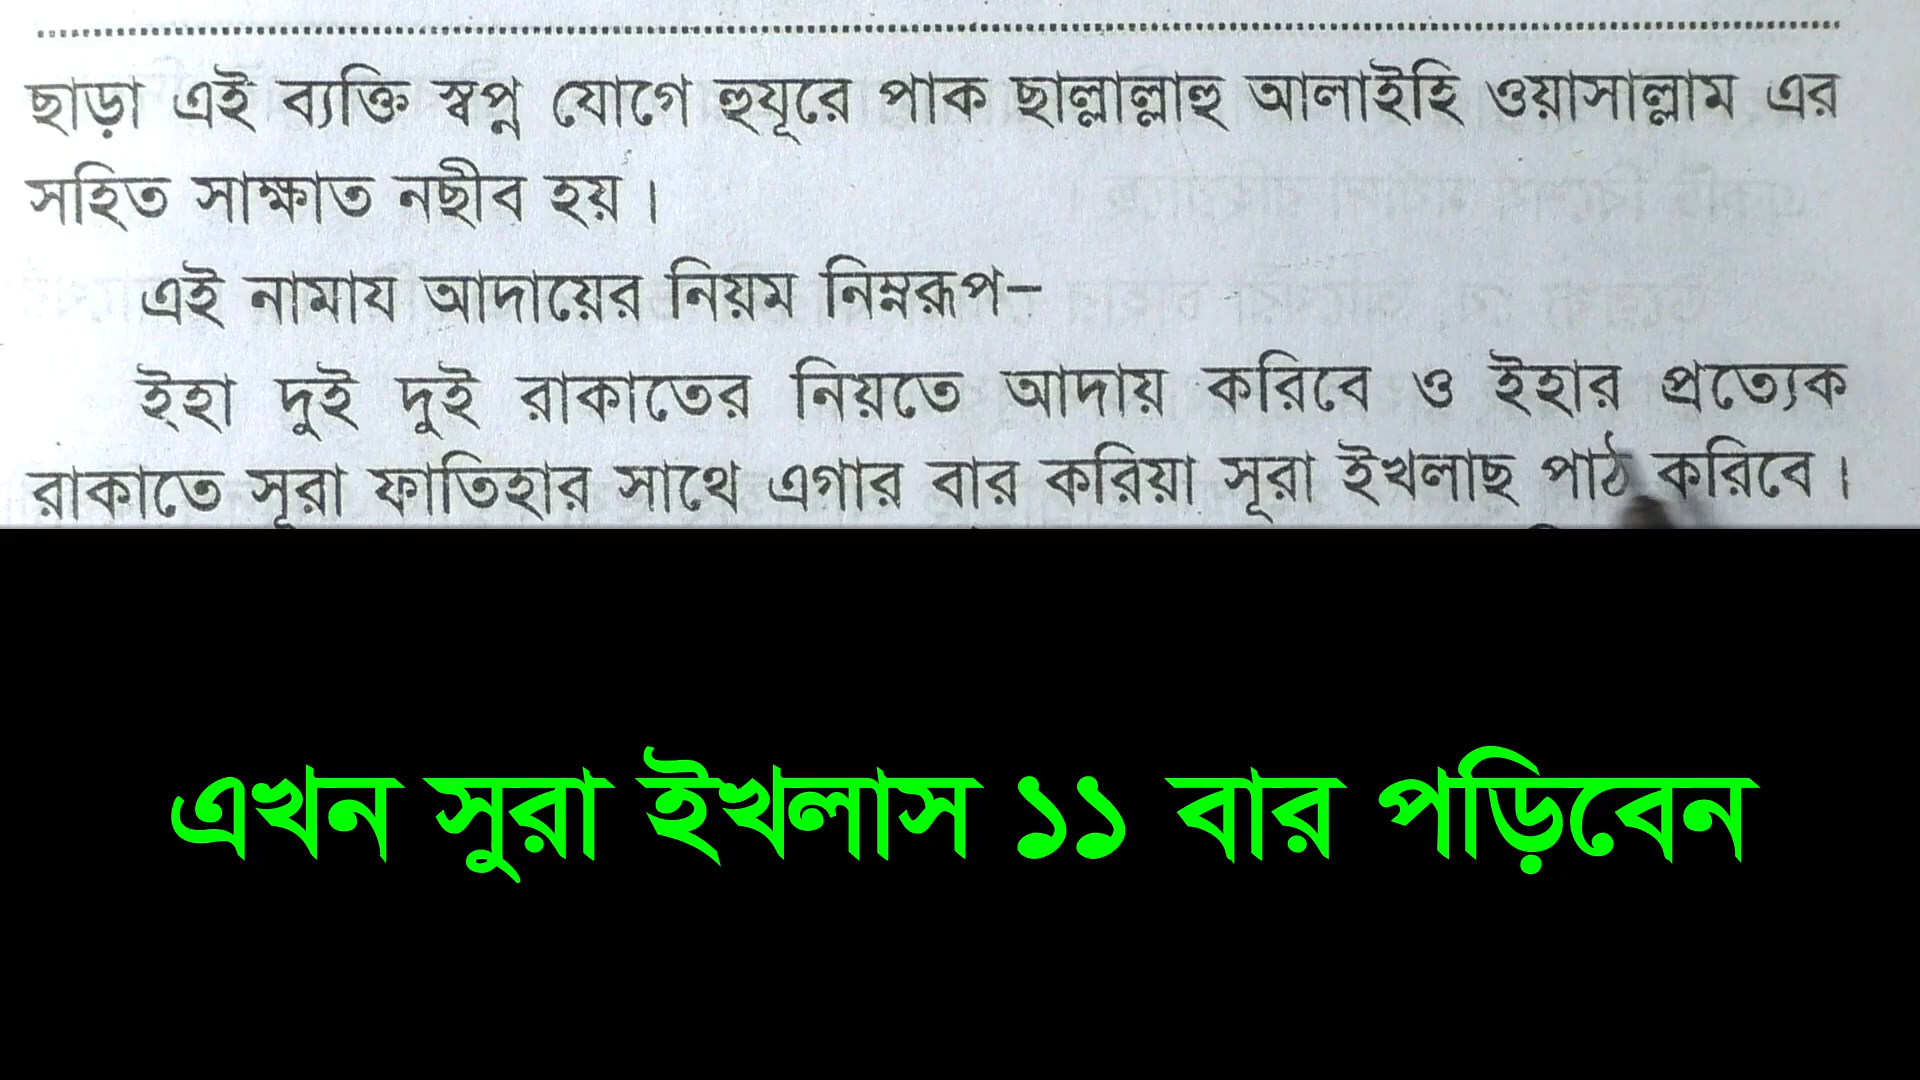 ছাড়া এই ব্যক্তি স্বপ্ন যোগে হুযূরে পাক ছাল্লাল্লাহু আলাইহি ওয়াসাল্লাম এর
সহিত সাক্ষাত নছীব হয়।
এই নামায আদায়ের নিয়ম নিম্নরূপ–
ইহা দুই দুই রাকাতের নিয়তে আদায় করিবে ও ইহার প্রত্যেক
রাকাতে সূরা ফাতিহার সাথে এগার বার করিয়া সূরা ইখলাছ পাঠ করিবে।
এখন সুরা ইখলাস ১১ বার পড়িবেন